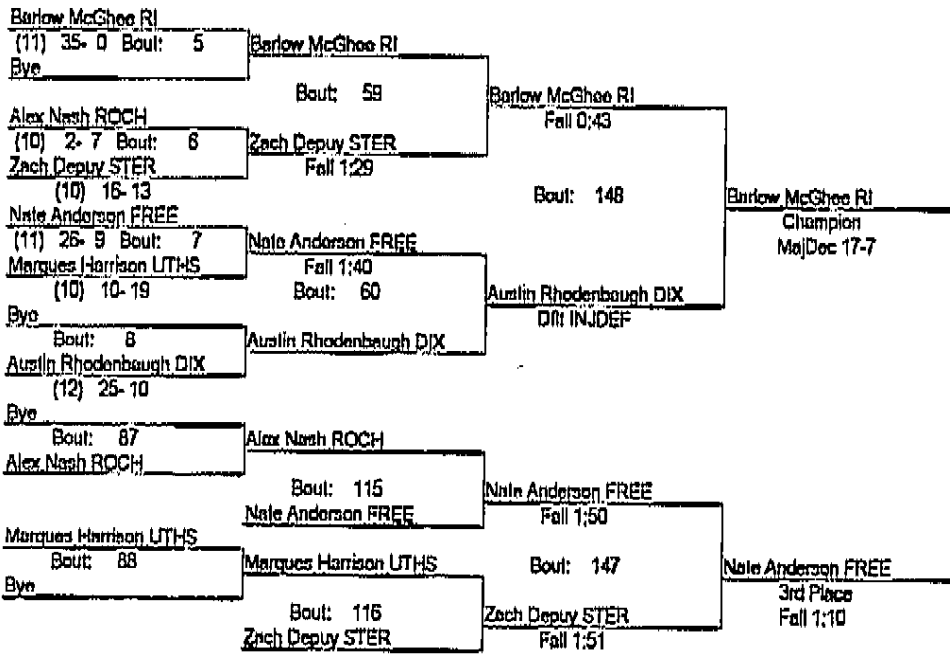 Barlow McGhee RI
(11) 35- 0 Bout: 5
Bye
Barlow McGhee RI
Bout: 59
Alex Nash ROCH
(10) 2- 7 Bout: 6
Zach Depuy STER
(10) 16- 13
Zach Depuy STER
Fall 1:29
Barlow McGhee RI
Fall 0:43
Bout: 148
Nate Anderson FREE
(11) 26- 9 Bout: 7
Marques Harrison UTHS
(10) 10- 19
Nate Anderson FREE
Fall 1:40
Bout: 60
Bye
Bout: 8
Austin Rhodenbaugh DIX
(12) 25- 10
Austin Rhodenbaugh DIX
Austin Rhodenbaugh DIX
Dflt INJDEF
Barlow McGhee RI
Champion
MajDec 17-7
Bye
Bout: 87
Alex Nash ROCH
Alex Nash ROCH
Bout: 115
Nate Anderson FREE
Nate Anderson FREE
Fall 1:50
Bout: 147
Marques Harrison UTHS
Bout: 88
Bye
Marques Harrison UTHS
Bout: 116
Zach Depuy STER
Zach Depuy STER
Fall 1:51
Nate Anderson FREE
3rd Place
Fall 1:10